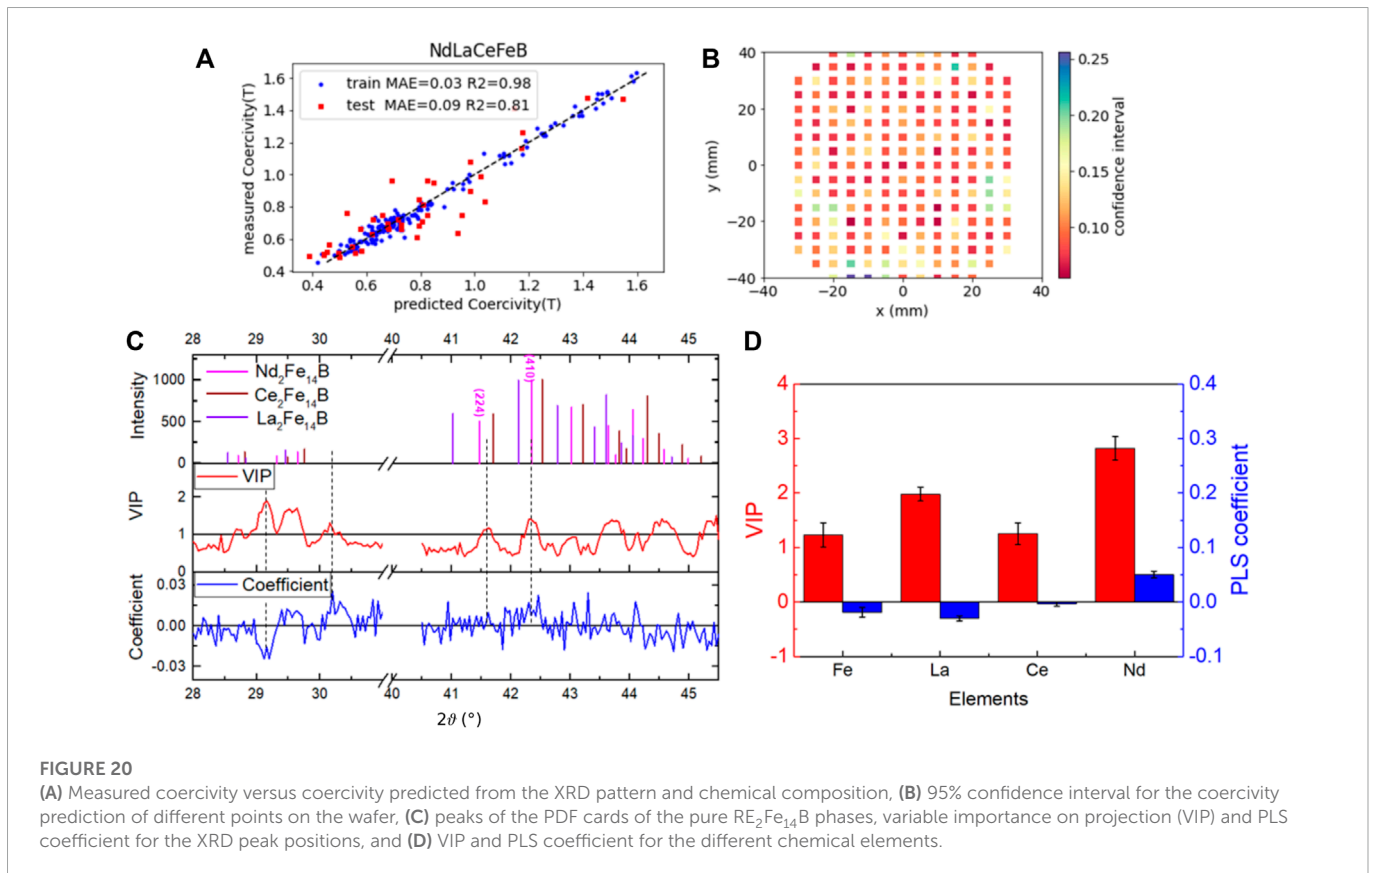 A
NdLaCeFeB
measured Coercivity(T)
1.6
1.4
1.2
1.0
0.8
0.6
0.4
train MAE=0.03 R2=0.98
test MAE=0.09 R2=0.81
0.4 0.6 0.8 1.0 1.2 1.4 1.6
predicted Coercivity(T)
B
y (mm)
40
20
0
−20
−40
−40 −20 0 20 40
x (mm)
0.25
0.20
0.15
0.10
confidence interval
C
28 29 30 40 41 42 43 44 45
Intensity
1000
500
0
Nd₂Fe₁₄B
Ce₂Fe₁₄B
La₂Fe₁₄B
(224)
(410)
VIP
2
1
0
VIP
Coefficient
0.03
0.00
-0.03
Coefficient
28 29 30 40 41 42 43 44 45
2ϑ (°)
D
VIP
4
3
2
1
0
-1
0.4
0.3
0.2
0.1
0.0
-0.1
PLS coefficient
Fe La Ce Nd
Elements
FIGURE 20
(A) Measured coercivity versus coercivity predicted from the XRD pattern and chemical composition, (B) 95% confidence interval for the coercivity
prediction of different points on the wafer, (C) peaks of the PDF cards of the pure RE₂Fe₁₄B phases, variable importance on projection (VIP) and PLS
coefficient for the XRD peak positions, and (D) VIP and PLS coefficient for the different chemical elements.